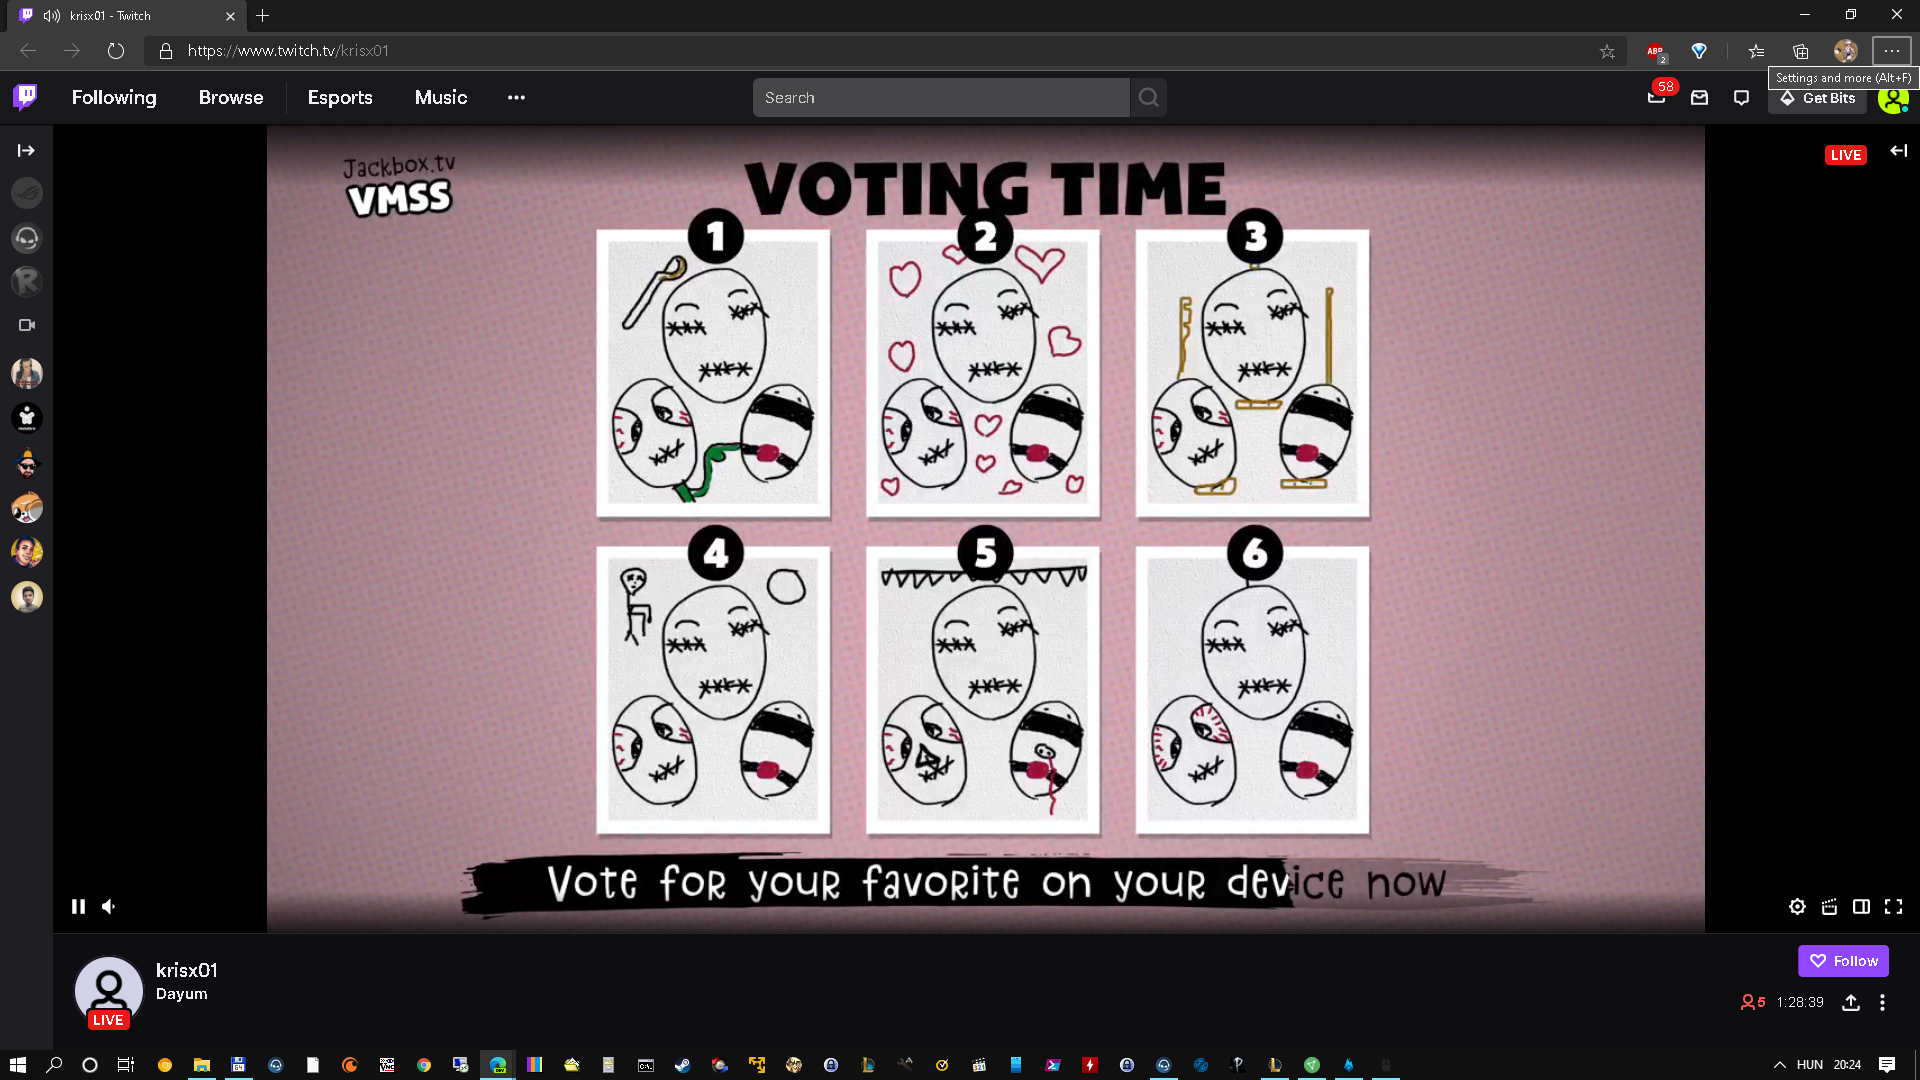 krisx01 - Twitch
https://www.twitch.tv/krisx01
ABP
2
Settings and more (Alt+F)
Following
Browse
Esports
Music
Search
58
Get Bits
Jackbox.tv
VMSS
VOTING TIME
LIVE
1
2
3
4
5
6
Vote for your favorite on your device now
krisx01
Dayum
LIVE
Follow
5
1:28:39
HUN
20:24